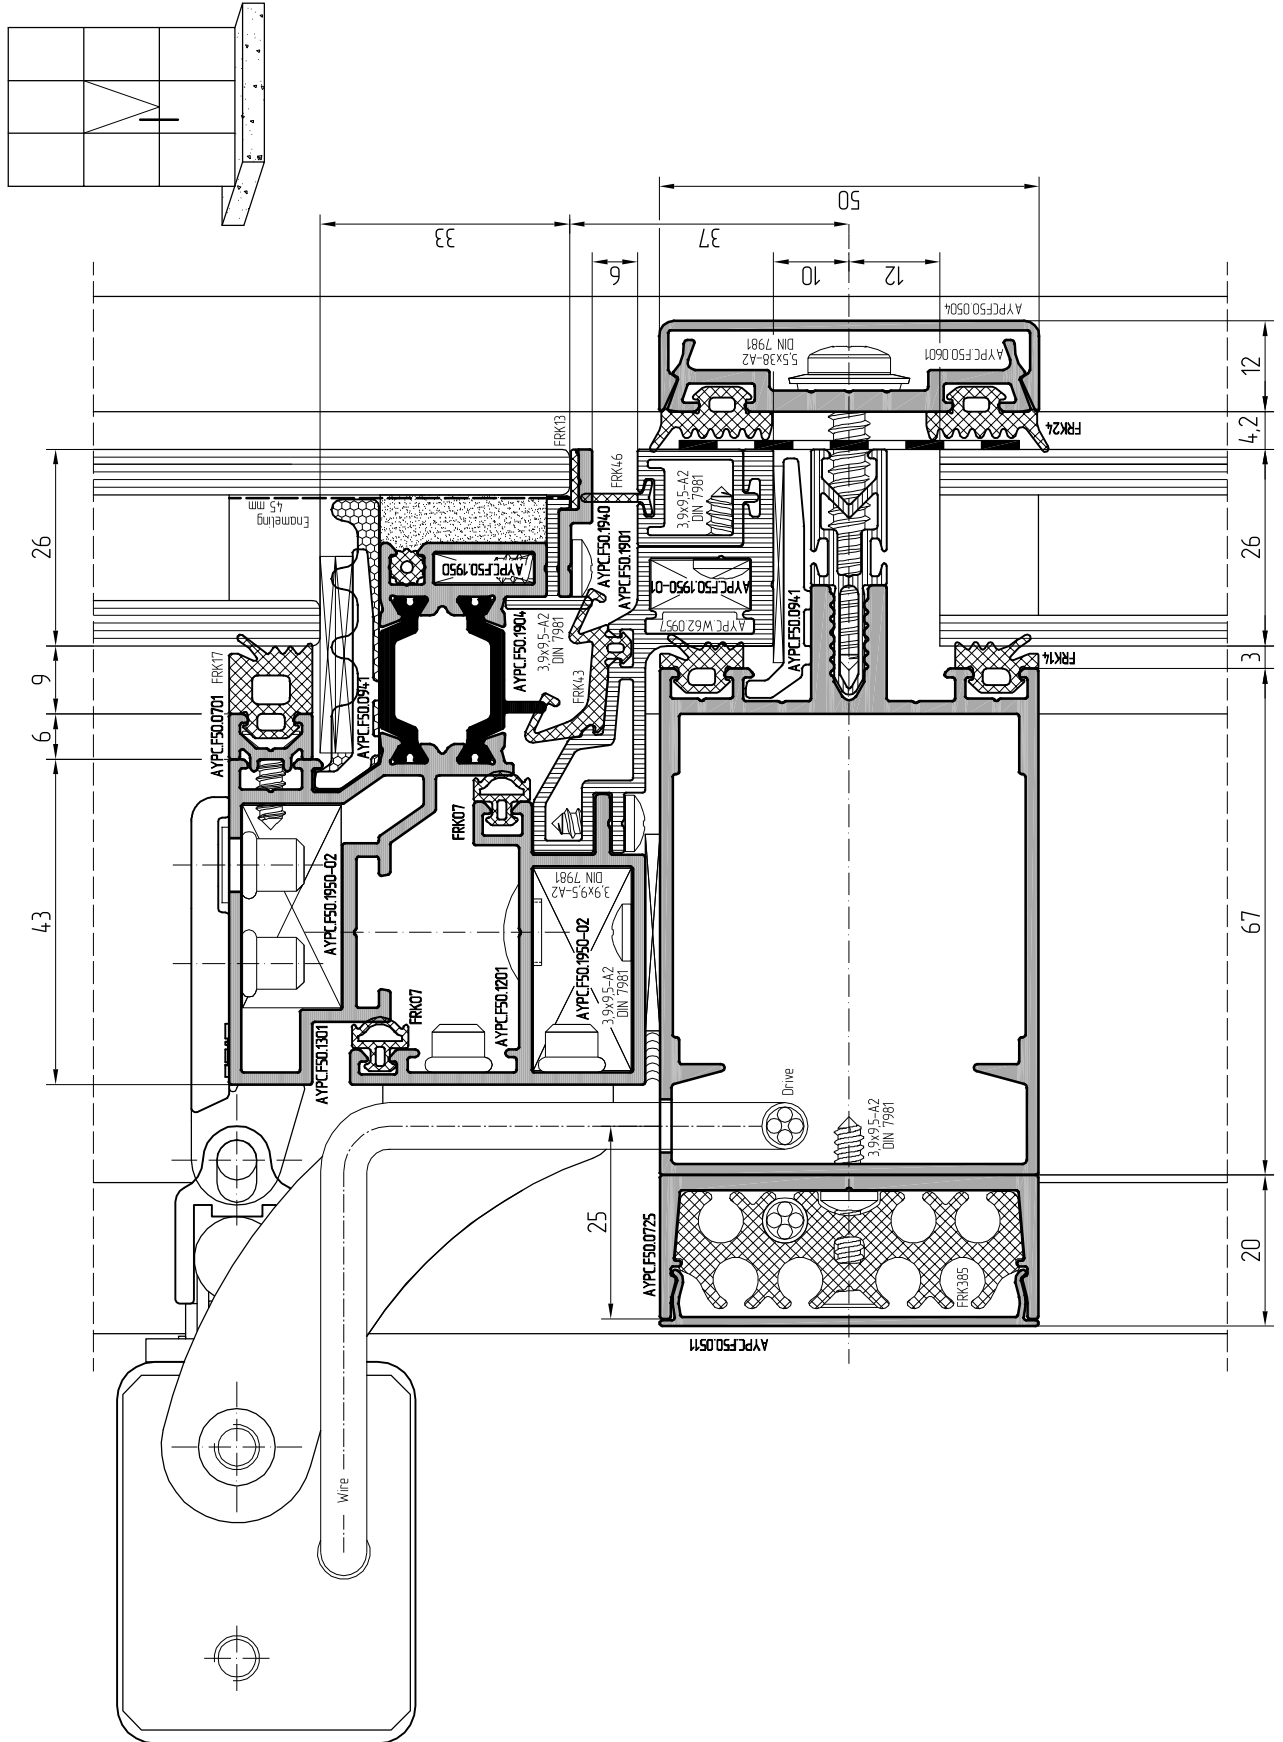 50
33
37
6
10
12
AYPC.F50.0504
5,5x38-A2
DIN 7981
AYPC.F50.0601
12
FRK13
FRK24
4,2
FRK46
3,9x9,5-A2
DIN 7981
Enameling
45 mm
26
AYPC.F50.1940
AYPC.F50.1901
AYPC.F50.1950
AYPC.F50.1950-01
AYPC.W62.0957
26
AYPC.F50.0941
AYPC.F50.1904
3,9x9,5-A2
DIN 7981
FRK17
FRK43
FRK14
3
9
AYPC.F50.0701
AYPC.F50.0941
6
FRK07
AYPC.F50.1950-02
3,9x9,5-A2
DIN 7981
43
67
AYPC.F50.1950-02
AYPC.F50.1201
3,9x9,5-A2
DIN 7981
FRK07
AYPC.F50.1301
Drive
3,9x9,5-A2
DIN 7981
25
AYPC.F50.0725
20
FRK385
AYPC.F50.0511
Wire